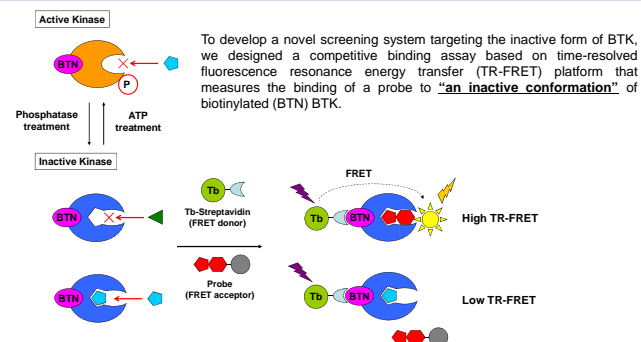 Active Kinase
BTN
P
To develop a novel screening system targeting the inactive form of BTK,
we designed a competitive binding assay based on time-resolved
fluorescence resonance energy transfer (TR-FRET) platform that
measures the binding of a probe to “an inactive conformation” of
biotinylated (BTN) BTK.
Phosphatase
treatment
ATP
treatment
Inactive Kinase
BTN
Tb
Tb-Streptavidin
(FRET donor)
FRET
Tb
BTN
High TR-FRET
BTN
Probe
(FRET acceptor)
Tb
BTN
Low TR-FRET